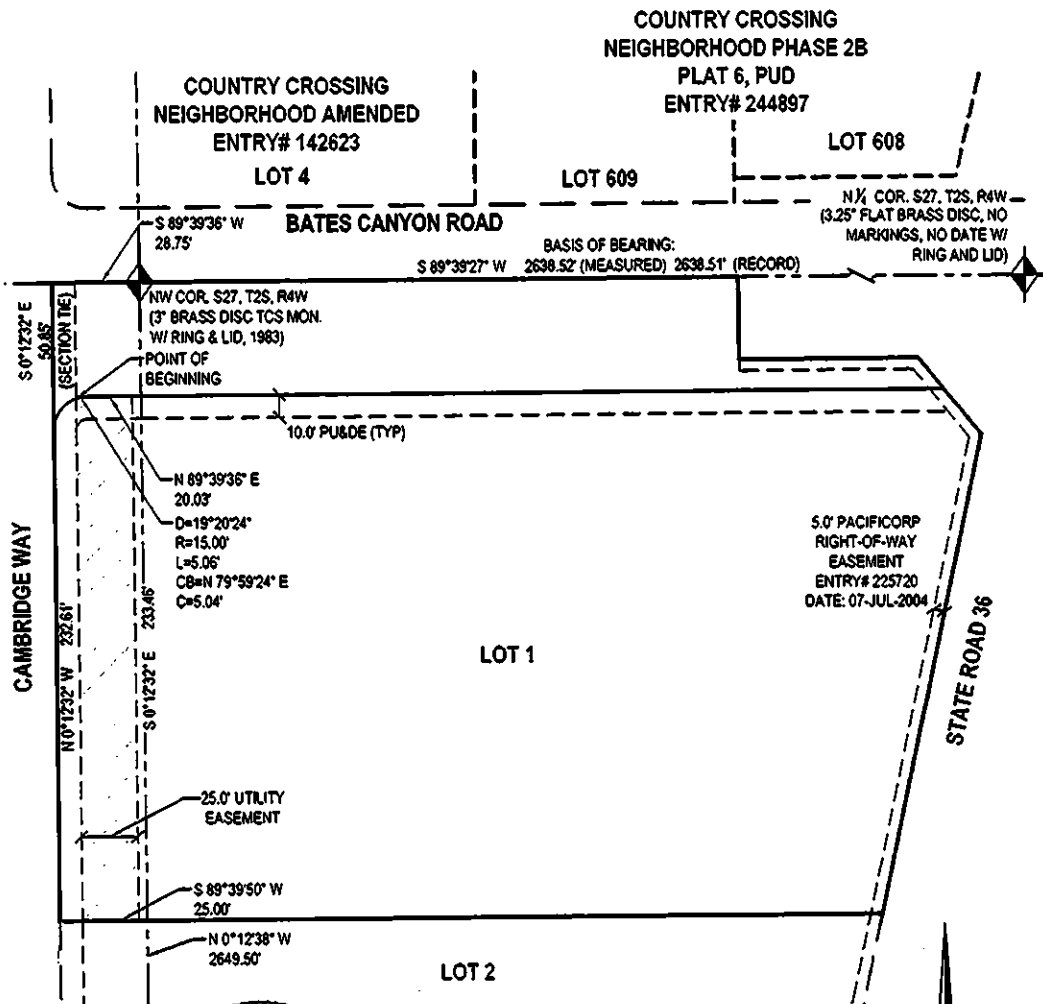 COUNTRY CROSSING
NEIGHBORHOOD PHASE 2B
PLAT 6, PUD
ENTRY# 244897
COUNTRY CROSSING
NEIGHBORHOOD AMENDED
ENTRY# 142623
LOT 4
LOT 609
LOT 608
N¼ COR. S27, T2S, R4W
(3.25" FLAT BRASS DISC, NO
MARKINGS, NO DATE W/
RING AND LID)
S 89°39'36" W
28.75'
BATES CANYON ROAD
BASIS OF BEARING:
S 89°39'27" W 2638.52' (MEASURED) 2638.51' (RECORD)
S 0°12'32" E
50.85'
(SECTION TIE)
NW COR. S27, T2S, R4W
(3" BRASS DISC TCS MON.
W/ RING & LID, 1983)
POINT OF
BEGINNING
10.0' PU&DE (TYP)
N 89°39'36" E
20.03'
D=19°20'24"
R=15.00'
L=5.06'
CB=N 79°59'24" E
C=5.04'
5.0' PACIFICORP
RIGHT-OF-WAY
EASEMENT
ENTRY# 225720
DATE: 07-JUL-2004
CAMBRIDGE WAY
N 0°12'32" W 232.61'
S 0°12'32" E 233.46'
LOT 1
STATE ROAD 36
25.0' UTILITY
EASEMENT
S 89°39'50" W
25.00'
N 0°12'38" W
2649.50'
LOT 2